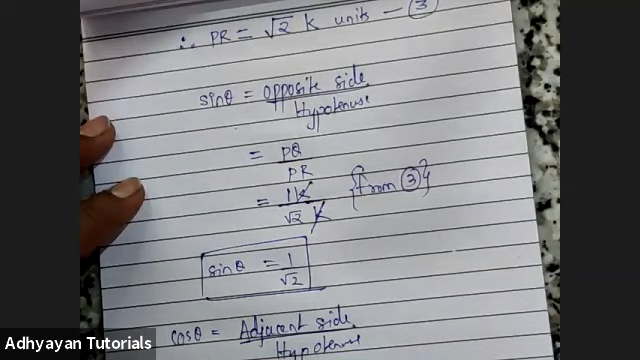 ∴ PR = √2 K units — ③
sinθ = opposite side / Hypotenuse
= PQ / PR
= 1K / √2 K {from ③}
sinθ = 1 / √2
cosθ = Adjacent side / Hypotenuse
Adhyayan Tutorials